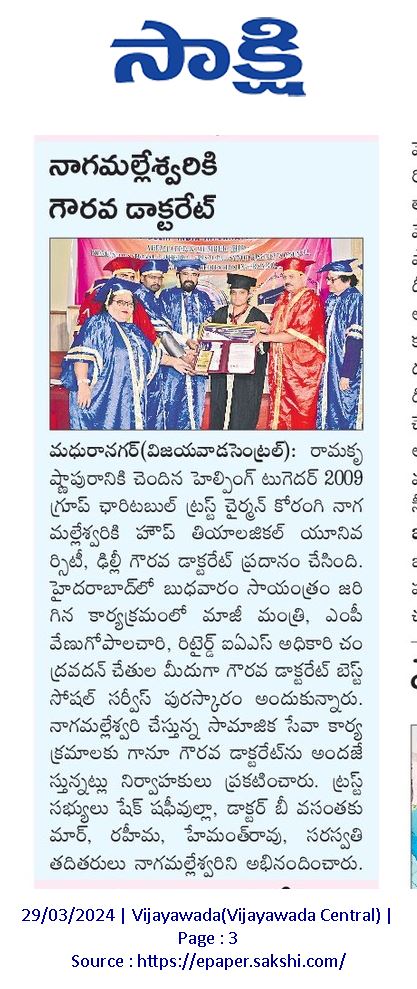 సాక్షి
నాగమల్లేశ్వరికి
గౌరవ డాక్టరేట్
మధురానగర్(విజయవాడసెంట్రల్): రామకృ
ష్ణాపురానికి చెందిన హెల్పింగ్ టుగెదర్ 2009
గ్రూప్ ఛారిటబుల్ ట్రస్ట్ చైర్మన్ కోరంగి నాగ
మల్లేశ్వరికి హౌప్ తియాలజికల్ యూనివ
ర్సిటీ, ఢిల్లీ గౌరవ డాక్టరేట్ ప్రదానం చేసింది.
హైదరాబాద్‌లో బుధవారం సాయంత్రం జరి
గిన కార్యక్రమంలో మాజీ మంత్రి, ఎంపీ
వేణుగోపాలచారి, రిటైర్డ్ ఐఏఎస్ అధికారి చం
ద్రవదన్ చేతుల మీదుగా గౌరవ డాక్టరేట్ బెస్ట్
సోషల్ సర్వీస్ పురస్కారం అందుకున్నారు.
నాగమల్లేశ్వరి చేస్తున్న సామాజిక సేవా కార్య
క్రమాలకు గానూ గౌరవ డాక్టరేట్‌ను అందజే
స్తున్నట్లు నిర్వాహకులు ప్రకటించారు. ట్రస్ట్
సభ్యులు షేక్ షఫీవుల్లా, డాక్టర్ బీ వసంతకు
మార్, రహీమ, హేమంత్‌రావు, సరస్వతి
తదితరులు నాగమల్లేశ్వరిని అభినందించారు.
29/03/2024 | Vijayawada(Vijayawada Central) |
Page : 3
Source : https://epaper.sakshi.com/